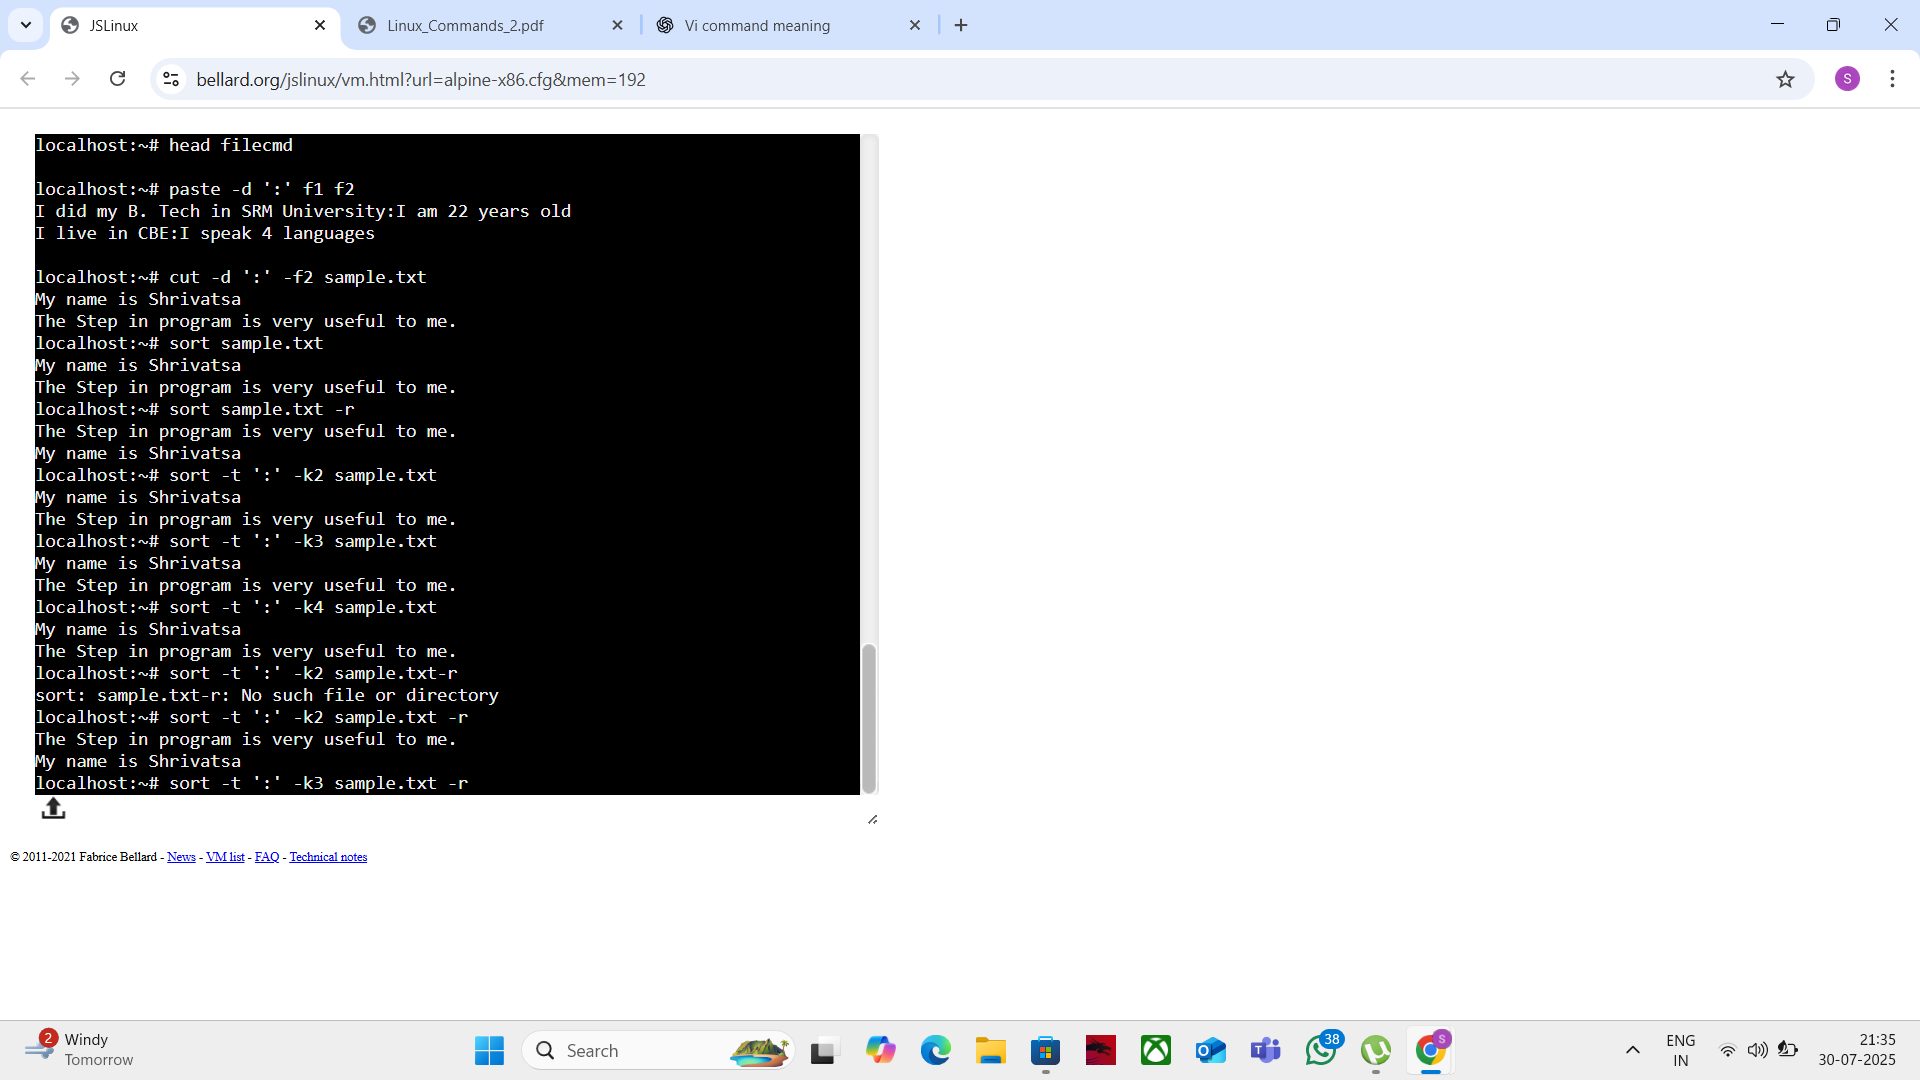 JSLinux
Linux_Commands_2.pdf
Vi command meaning
bellard.org/jslinux/vm.html?url=alpine-x86.cfg&mem=192
S
localhost:~# head filecmd
localhost:~# paste -d ':' f1 f2
I did my B. Tech in SRM University:I am 22 years old
I live in CBE:I speak 4 languages
localhost:~# cut -d ':' -f2 sample.txt
My name is Shrivatsa
The Step in program is very useful to me.
localhost:~# sort sample.txt
My name is Shrivatsa
The Step in program is very useful to me.
localhost:~# sort sample.txt -r
The Step in program is very useful to me.
My name is Shrivatsa
localhost:~# sort -t ':' -k2 sample.txt
My name is Shrivatsa
The Step in program is very useful to me.
localhost:~# sort -t ':' -k3 sample.txt
My name is Shrivatsa
The Step in program is very useful to me.
localhost:~# sort -t ':' -k4 sample.txt
My name is Shrivatsa
The Step in program is very useful to me.
localhost:~# sort -t ':' -k2 sample.txt-r
sort: sample.txt-r: No such file or directory
localhost:~# sort -t ':' -k2 sample.txt -r
The Step in program is very useful to me.
My name is Shrivatsa
localhost:~# sort -t ':' -k3 sample.txt -r
© 2011-2021 Fabrice Bellard - News - VM list - FAQ - Technical notes
2
Windy
Tomorrow
Search
38
S
ENG
IN
21:35
30-07-2025